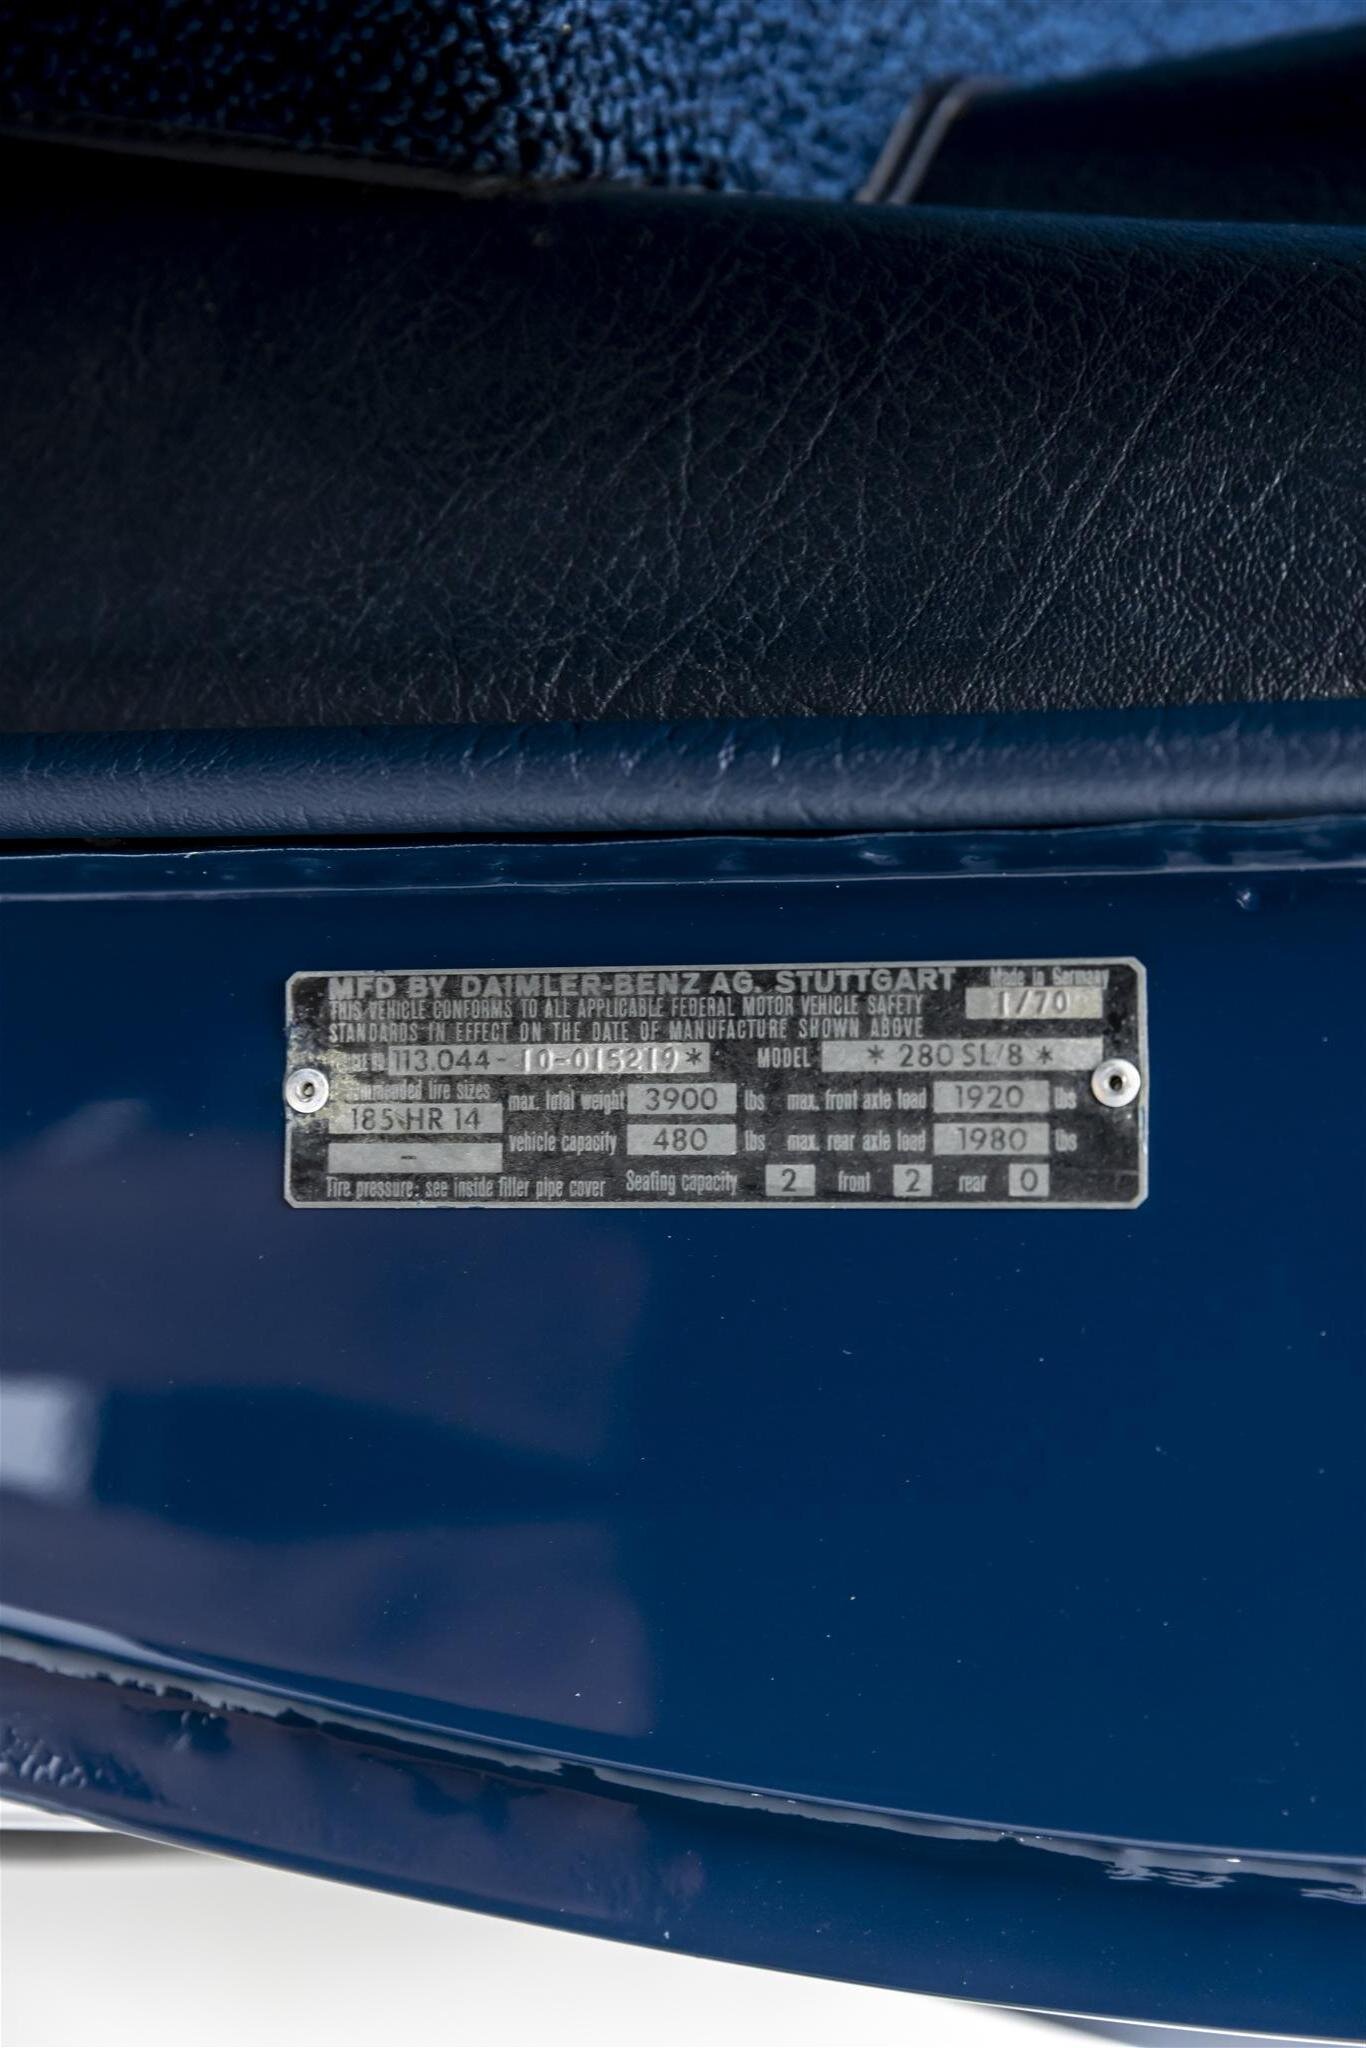 MFD BY DAIMLER-BENZ AG. STUTTGART Made in Germany
THIS VEHICLE CONFORMS TO ALL APPLICABLE FEDERAL MOTOR VEHICLE SAFETY 1/70
STANDARDS IN EFFECT ON THE DATE OF MANUFACTURE SHOWN ABOVE
113.044-10-015219* MODEL * 280 SL/8 *
tire sizes max. total weight 3900 lbs max. front axle load 1920 lbs
185 HR 14
vehicle capacity 480 lbs max. rear axle load 1980 lbs
-
Tire pressure: see inside filler pipe cover Seating capacity 2 front 2 rear 0